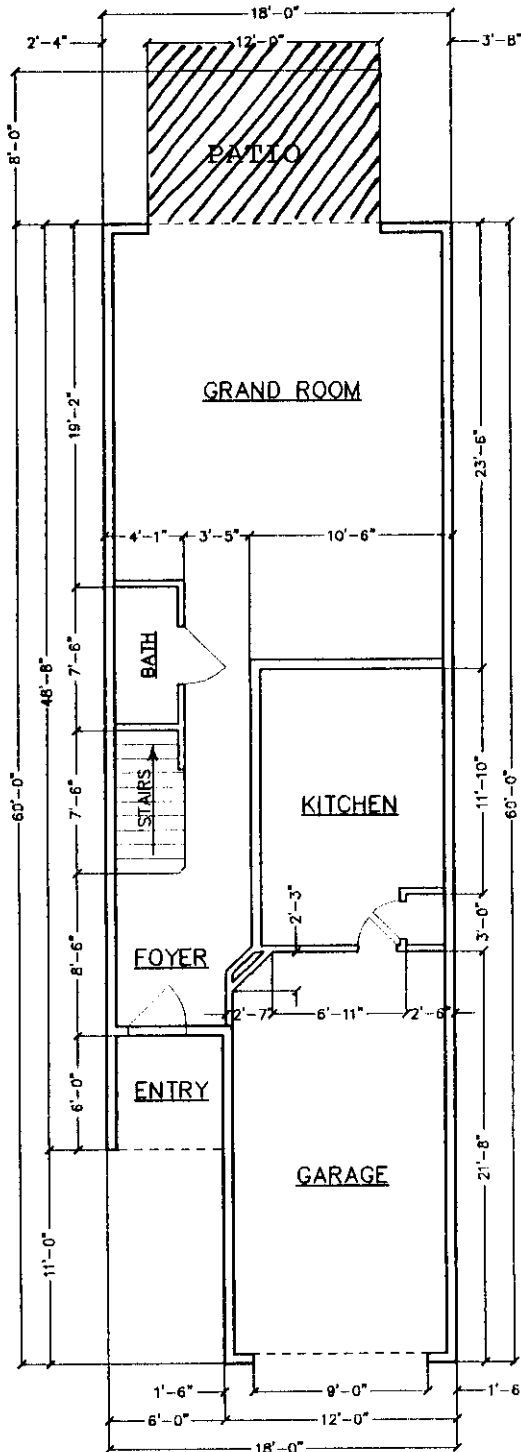 18'-0"
2'-4" 12'-0" 3'-8"
8'-0"
PATIO
GRAND ROOM
19'-2"
23'-6"
4'-1" 3'-5" 10'-6"
BATH
7'-6"
48'-8"
60'-0"
60'-0"
STAIRS
7'-6"
KITCHEN
11'-10"
2'-3"
3'-0"
FOYER
8'-6"
2'-7" 6'-11" 2'-6"
ENTRY
6'-0"
GARAGE
21'-8"
11'-0"
1'-6" 9'-0" 1'-6
6'-0" 12'-0"
18'-0"